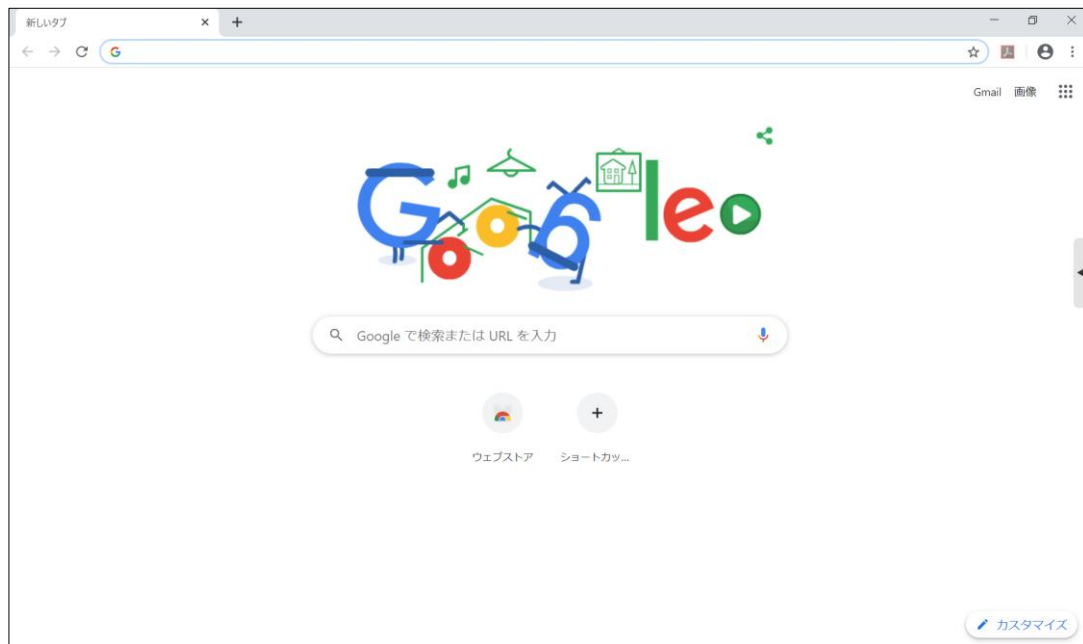 新しいタブ
Gmail 画像
Google
Google で検索または URL を入力
ウェブストア ショートカッ...
カスタマイズ